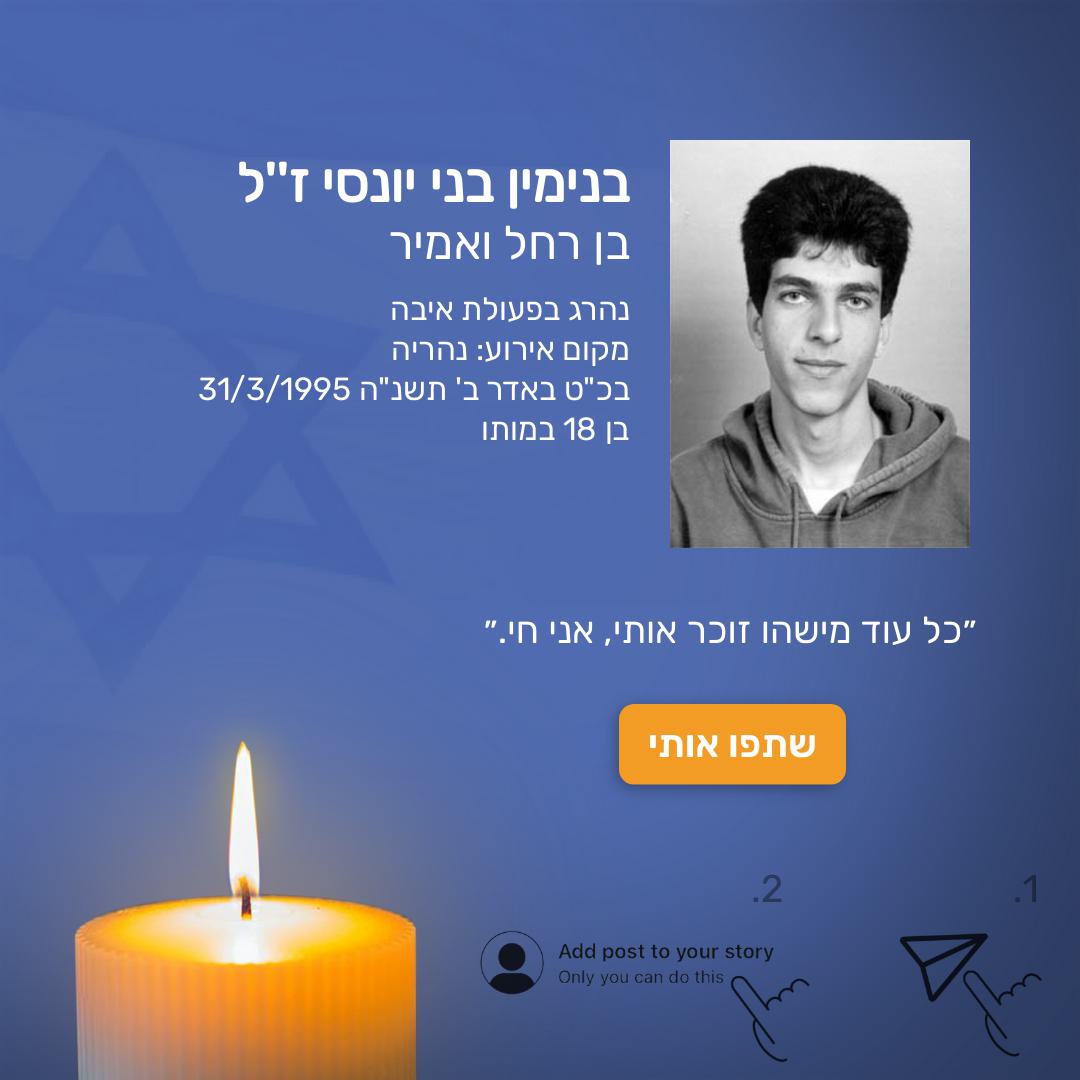 בנימין בני יונסי ז"ל
בן רחל ואמיר
נהרג בפעולת איבה
מקום אירוע: נהריה
בכ"ט באדר ב' תשנ"ה 31/3/1995
בן 18 במותו
״כל עוד מישהו זוכר אותי, אני חי.״
שתפו אותי
1.
2.
Add post to your story
Only you can do this